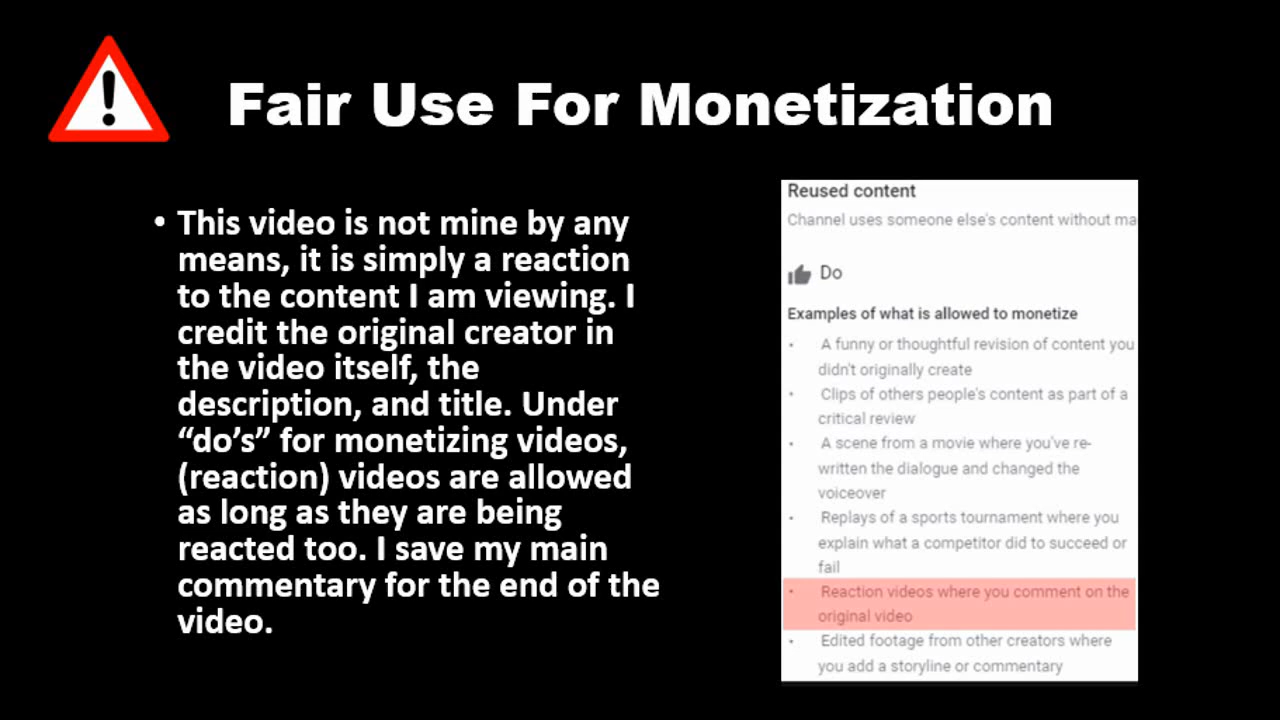 Fair Use For Monetization
• This video is not mine by any
means, it is simply a reaction
to the content I am viewing. I
credit the original creator in
the video itself, the
description, and title. Under
“do’s” for monetizing videos,
(reaction) videos are allowed
as long as they are being
reacted too. I save my main
commentary for the end of the
video.
Reused content
Channel uses someone else's content without ma
Do
Examples of what is allowed to monetize
• A funny or thoughtful revision of content you
didn't originally create
• Clips of others people's content as part of a
critical review
• A scene from a movie where you've re-
written the dialogue and changed the
voiceover
• Replays of a sports tournament where you
explain what a competitor did to succeed or
fail
• Reaction videos where you comment on the
original video
• Edited footage from other creators where
you add a storyline or commentary